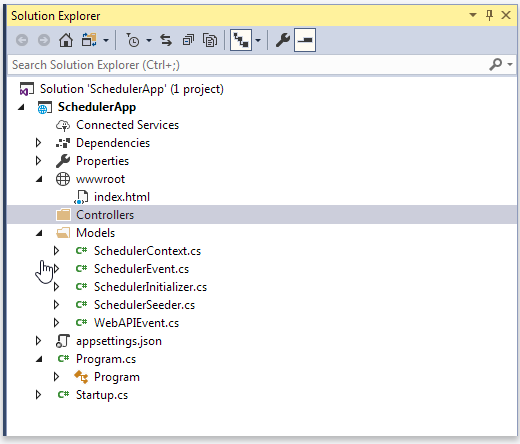 Solution Explorer
Search Solution Explorer (Ctrl+;)
Solution 'SchedulerApp' (1 project)
SchedulerApp
Connected Services
Dependencies
Properties
wwwroot
index.html
Controllers
Models
C# SchedulerContext.cs
C# SchedulerEvent.cs
C# SchedulerInitializer.cs
C# SchedulerSeeder.cs
C# WebAPIEvent.cs
appsettings.json
C# Program.cs
Program
C# Startup.cs